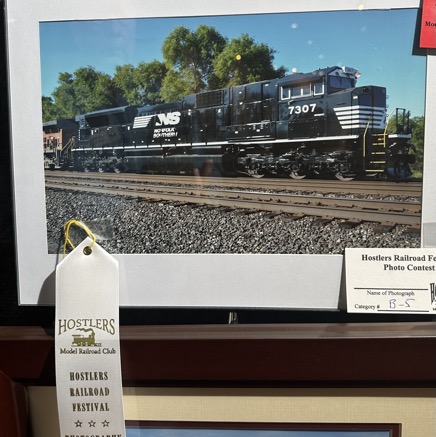 NS
NORFOLK
SOUTHERN
7307
Hostlers Railroad Fe
Photo Contest
Name of Photograph
Category # B-5
HOSTLERS
Model Railroad Club
HOSTLERS
RAILROAD
FESTIVAL
PHOTOGRAPHY